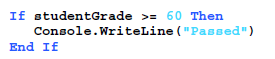 If studentGrade >= 60 Then
   Console.WriteLine("Passed")
End If